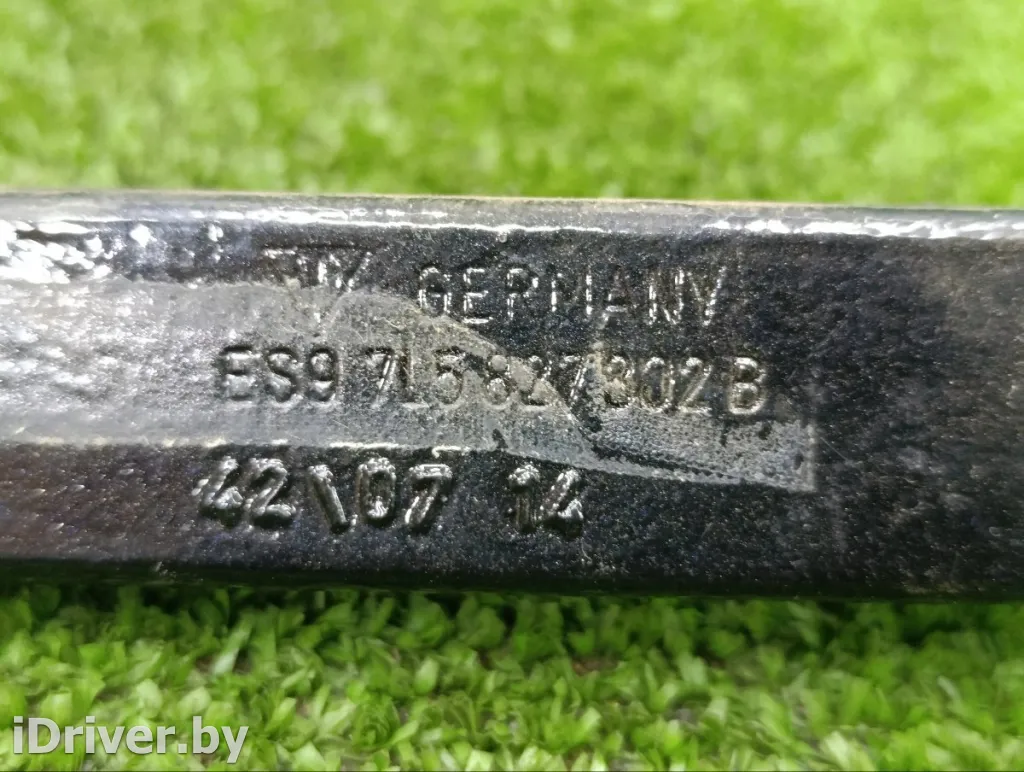 GERMANY
ES9 7L5 827 302 B
42\07 14
iDriver.by